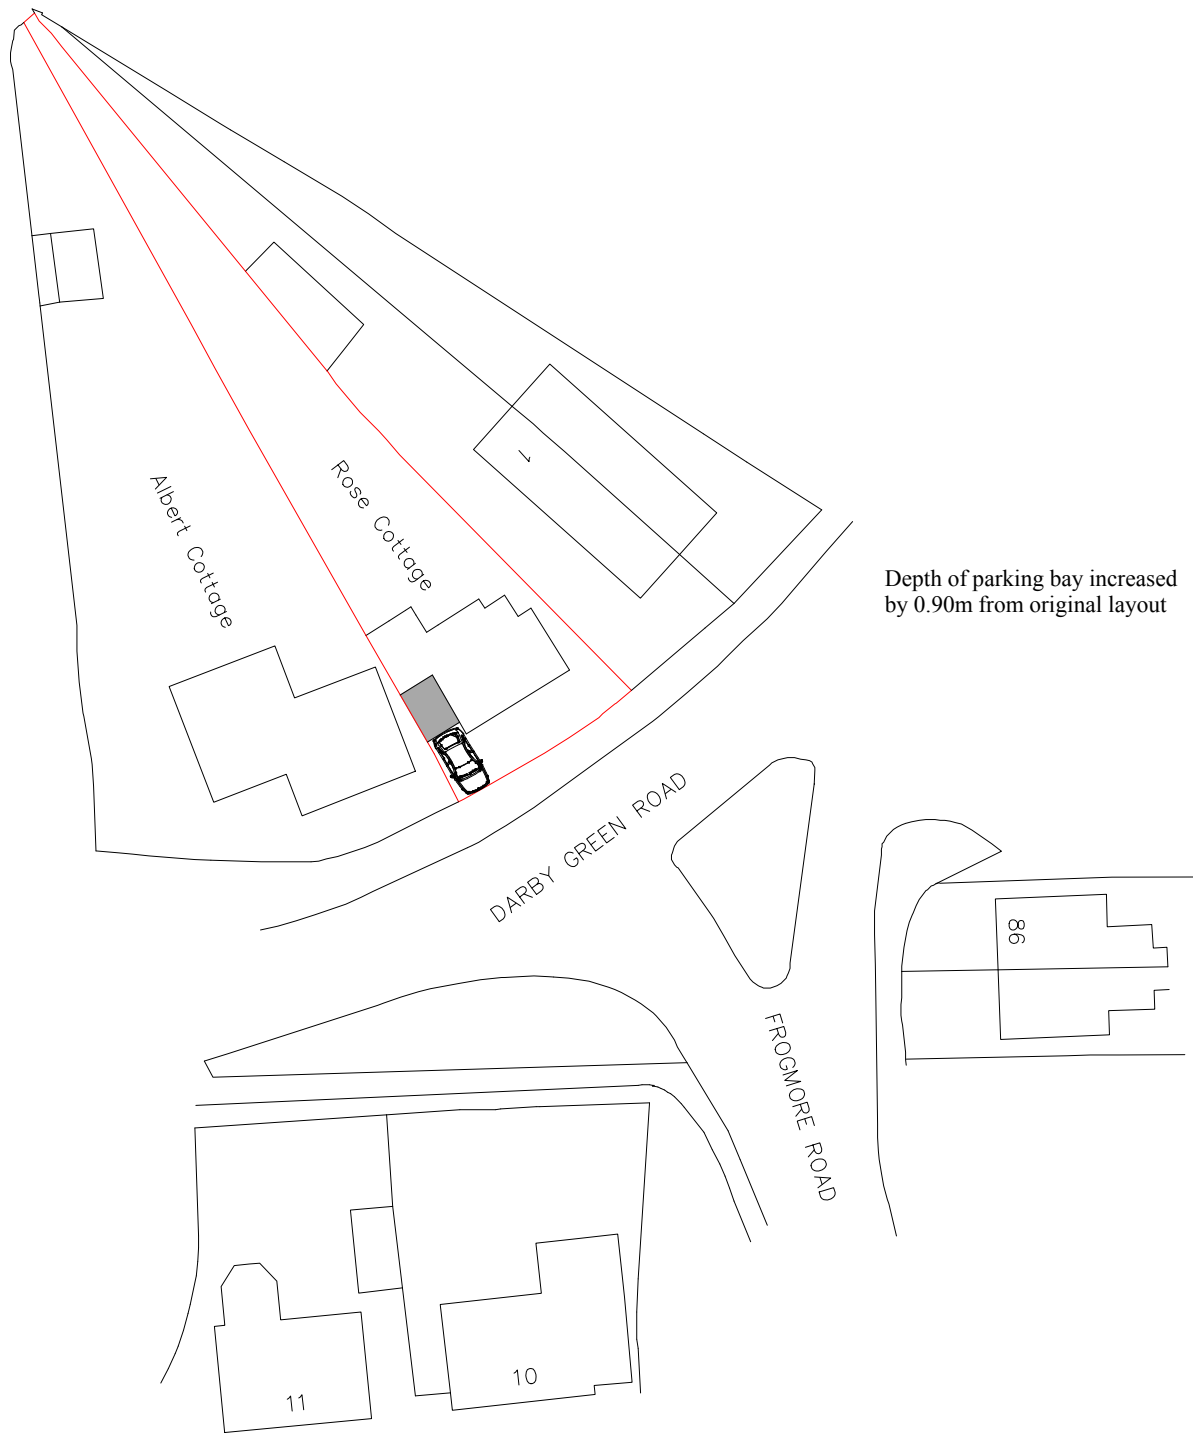 Albert Cottage
Rose Cottage
1
Depth of parking bay increased
by 0.90m from original layout
DARBY GREEN ROAD
86
FROGMORE ROAD
11
10